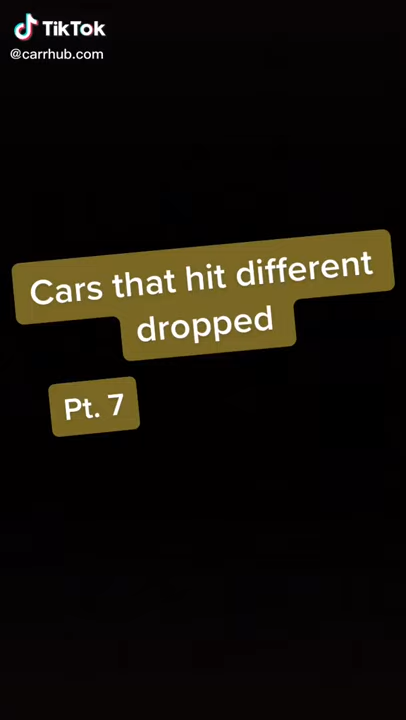 TikTok
@carrhub.com
Cars that hit different
dropped
Pt. 7